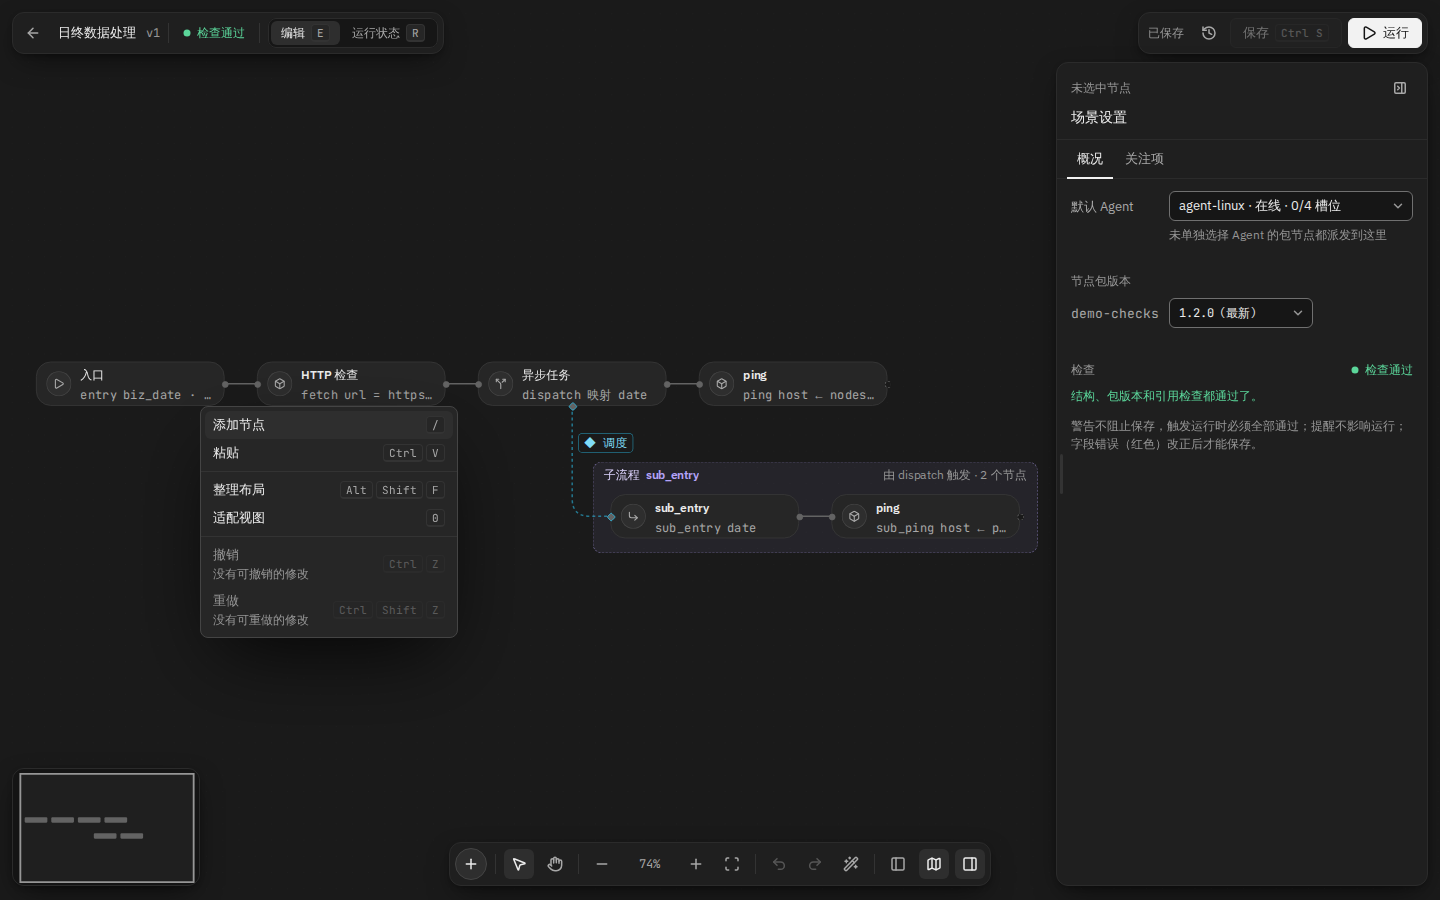 日终数据处理 v1 检查通过 编辑 E 运行状态 R
已保存 保存 Ctrl S 运行
未选中节点
场景设置
概况 关注项
默认 Agent agent-linux · 在线 · 0/4 槽位
未单独选择 Agent 的包节点都派发到这里
节点包版本
demo-checks 1.2.0 (最新)
检查 检查通过
结构、包版本和引用检查都通过了。
警告不阻止保存，触发运行时必须全部通过；提醒不影响运行；
字段错误（红色）改正后才能保存。
入口
entry biz_date · …
HTTP 检查
fetch url = https…
异步任务
dispatch 映射 date
ping
ping host ← nodes…
调度
子流程 sub_entry 由 dispatch 触发 · 2 个节点
sub_entry
sub_entry date
ping
sub_ping host ← p…
添加节点 /
粘贴 Ctrl V
整理布局 Alt Shift F
适配视图 0
撤销 Ctrl Z
没有可撤销的修改
重做 Ctrl Shift Z
没有可重做的修改
74%